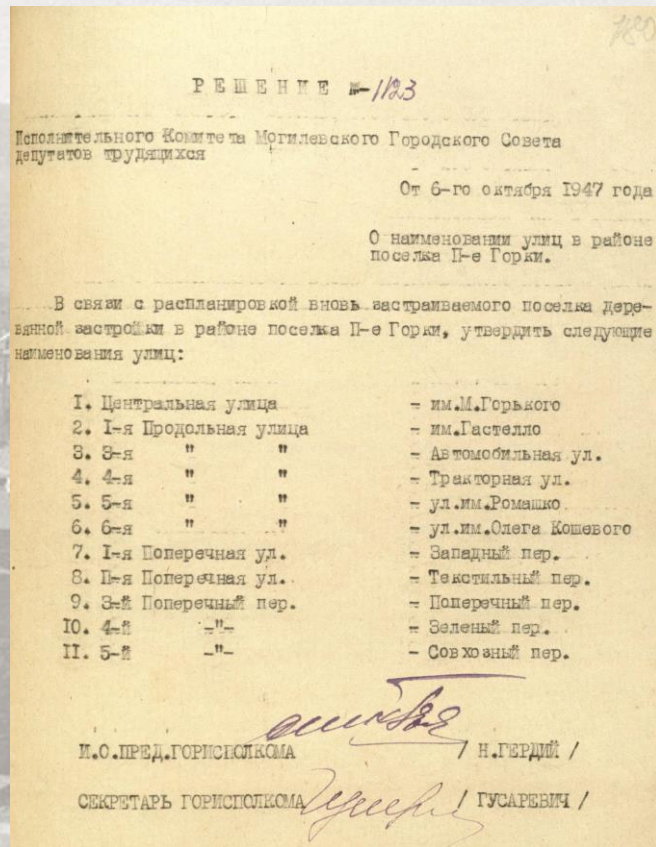 780
РЕШЕНИЕ №-1123
Исполнительного Комитета Могилевского Городского Совета
депутатов трудящихся
От 6-го октября 1947 года
О наименовании улиц в районе
поселка П-е Горки.
В связи с распланировкой вновь застраиваемого поселка дере-
вянной застройки в районе поселка П-е Горки, утвердить следующие
наименования улиц:
I. Центральная улица - им.М.Горького
2. I-я Продольная улица - им.Гастелло
3. 3-я " " - Автомобильная ул.
4. 4-я " " - Тракторная ул.
5. 5-я " " - ул.им.Ромашко
6. 6-я " " - ул.им.Олега Кошевого
7. I-я Поперечная ул. - Западный пер.
8. П-я Поперечная ул. - Текстильный пер.
9. 3-й Поперечный пер. - Поперечный пер.
10. 4-й -"- - Зеленый пер.
II. 5-й -"- - Совхозный пер.
И.О.ПРЕД.ГОРИСПОЛКОМА / Н.ГЕРДИЙ /
СЕКРЕТАРЬ ГОРИСПОЛКОМА / ГУСАРЕВИЧ /